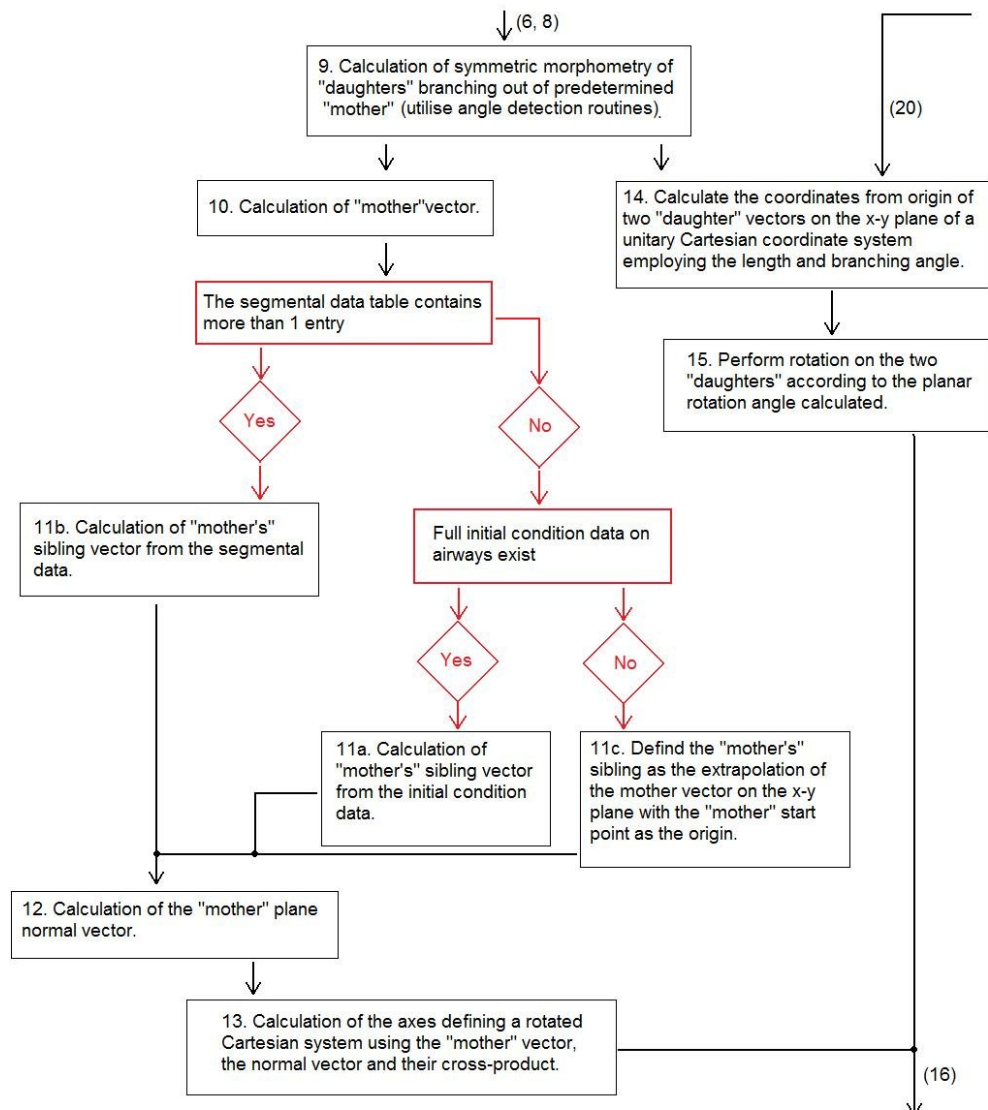 (6, 8)
9. Calculation of symmetric morphometry of
"daughters" branching out of predetermined
"mother" (utilise angle detection routines).
(20)
10. Calculation of "mother"vector.
14. Calculate the coordinates from origin of
two "daughter" vectors on the x-y plane of a
unitary Cartesian coordinate system
employing the length and branching angle.
The segmental data table contains
more than 1 entry
15. Perform rotation on the two
"daughters" according to the planar
rotation angle calculated.
Yes
No
11b. Calculation of "mother's"
sibling vector from the segmental
data.
Full initial condition data on
airways exist
Yes
No
11a. Calculation of
"mother's" sibling vector
from the initial condition
data.
11c. Defind the "mother's"
sibling as the extrapolation of
the mother vector on the x-y
plane with the "mother" start
point as the origin.
12. Calculation of the "mother" plane
normal vector.
13. Calculation of the axes defining a rotated
Cartesian system using the "mother" vector,
the normal vector and their cross-product.
(16)